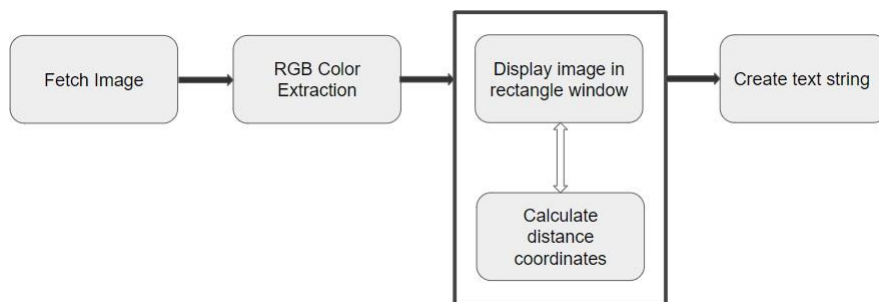 Fetch Image
RGB Color
Extraction
Display image in
rectangle window
Calculate
distance
coordinates
Create text string